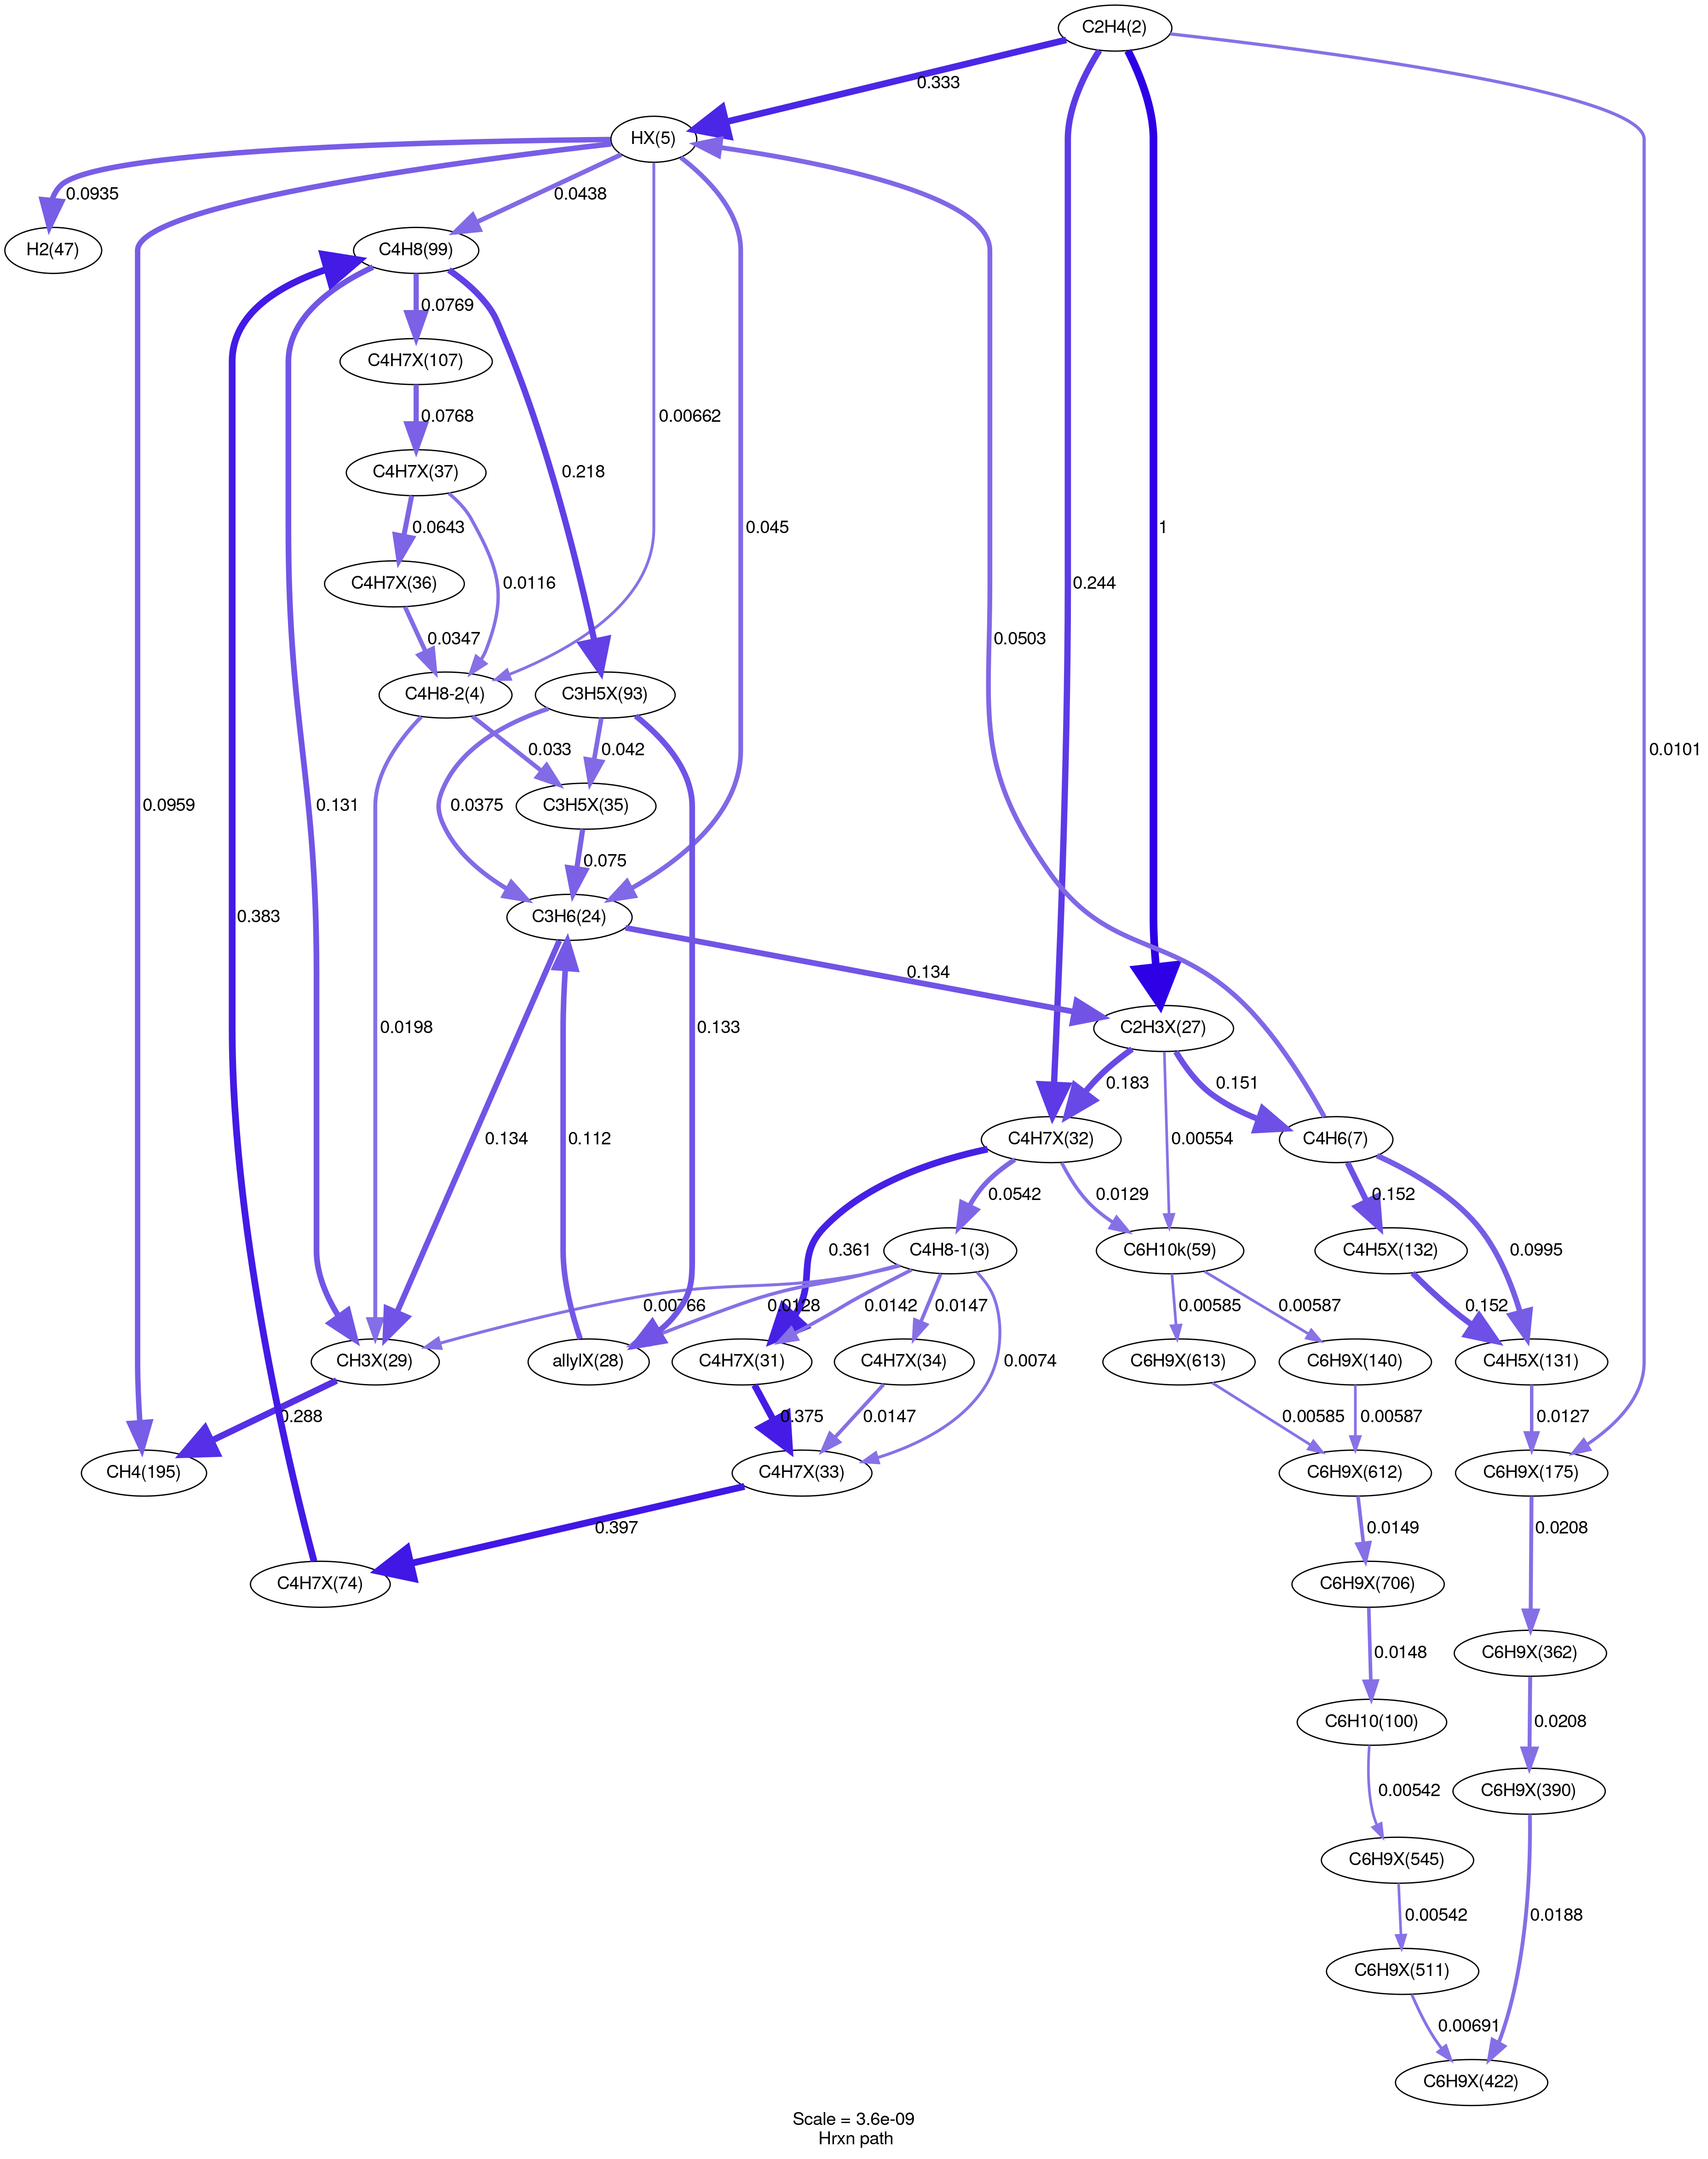 C2H4(2)
0.333
HX(5)
0.0935
0.0438
H2(47)
C4H8(99)
0.0769
C4H7X(107)
0.0768
0.00662
C4H7X(37)
0.218
0.0643
0.045
1
C4H7X(36)
0.0116
0.244
0.0347
0.0503
C4H8-2(4)
C3H5X(93)
0.0101
0.033
0.042
0.0959
0.131
0.0375
C3H5X(35)
0.075
0.383
C3H6(24)
0.134
0.0198
0.133
C2H3X(27)
0.134
0.112
0.183
0.151
0.00554
C4H7X(32)
C4H6(7)
0.0542
0.0129
0.152
0.361
C4H8-1(3)
C6H10k(59)
C4H5X(132)
0.0995
0.00766
0.0128
0.0142
0.0147
0.00585
0.00587
0.152
0.0074
CH3X(29)
allylX(28)
C4H7X(31)
C4H7X(34)
C6H9X(613)
C6H9X(140)
C4H5X(131)
0.288
0.375
0.0147
0.00585
0.00587
0.0127
CH4(195)
C4H7X(33)
C6H9X(612)
C6H9X(175)
0.397
0.0149
0.0208
C4H7X(74)
C6H9X(706)
0.0148
C6H9X(362)
C6H10(100)
0.0208
0.00542
C6H9X(390)
C6H9X(545)
0.00542
0.0188
C6H9X(511)
0.00691
C6H9X(422)
Scale = 3.6e-09
Hrxn path